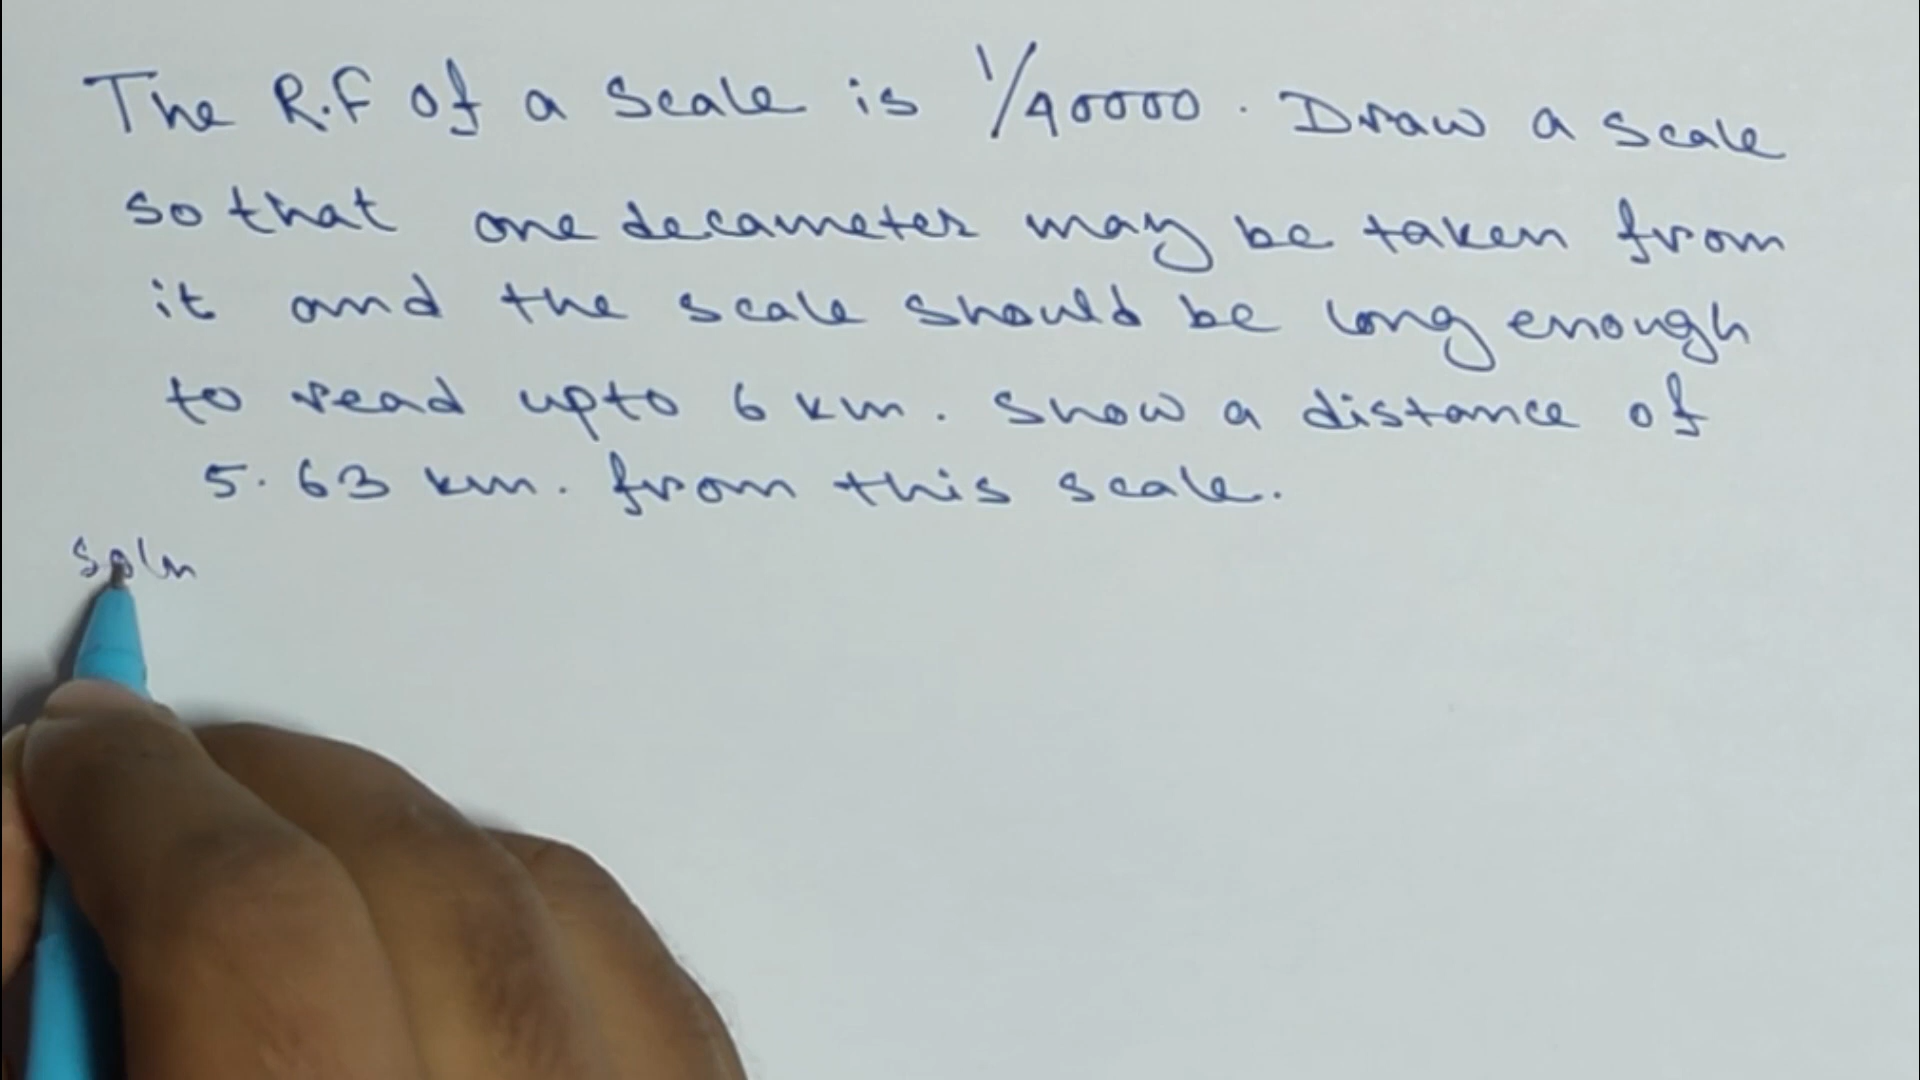 The R.F of a scale is 1/40000. Draw a scale
so that one decameter may be taken from
it and the scale should be long enough
to read upto 6 km. Show a distance of
5.63 km. from this scale.
Soln